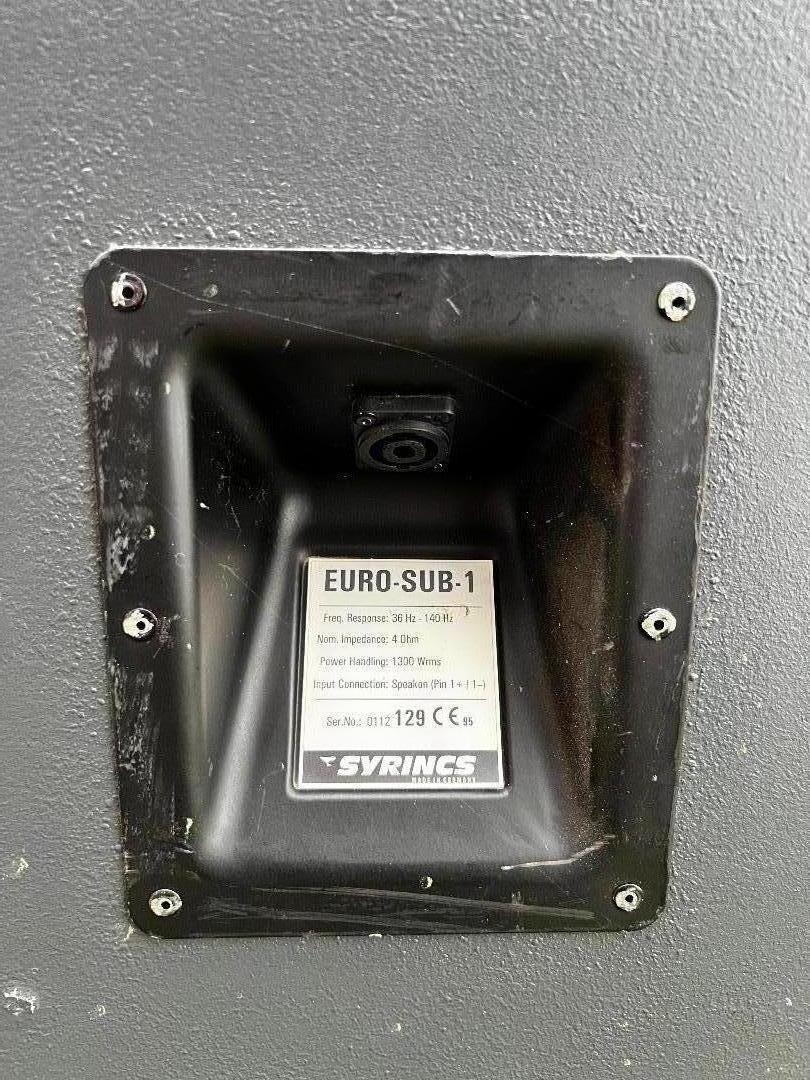 EURO-SUB-1
Freq. Response: 36 Hz - 140 Hz
Nom. Impedance: 4 Ohm
Power Handling: 1300 Wrms
Input Connection: Speakon (Pin 1+ / 1–)
Ser.No.: 0112 129 CE 95
SYRINCS
MADE IN GERMANY